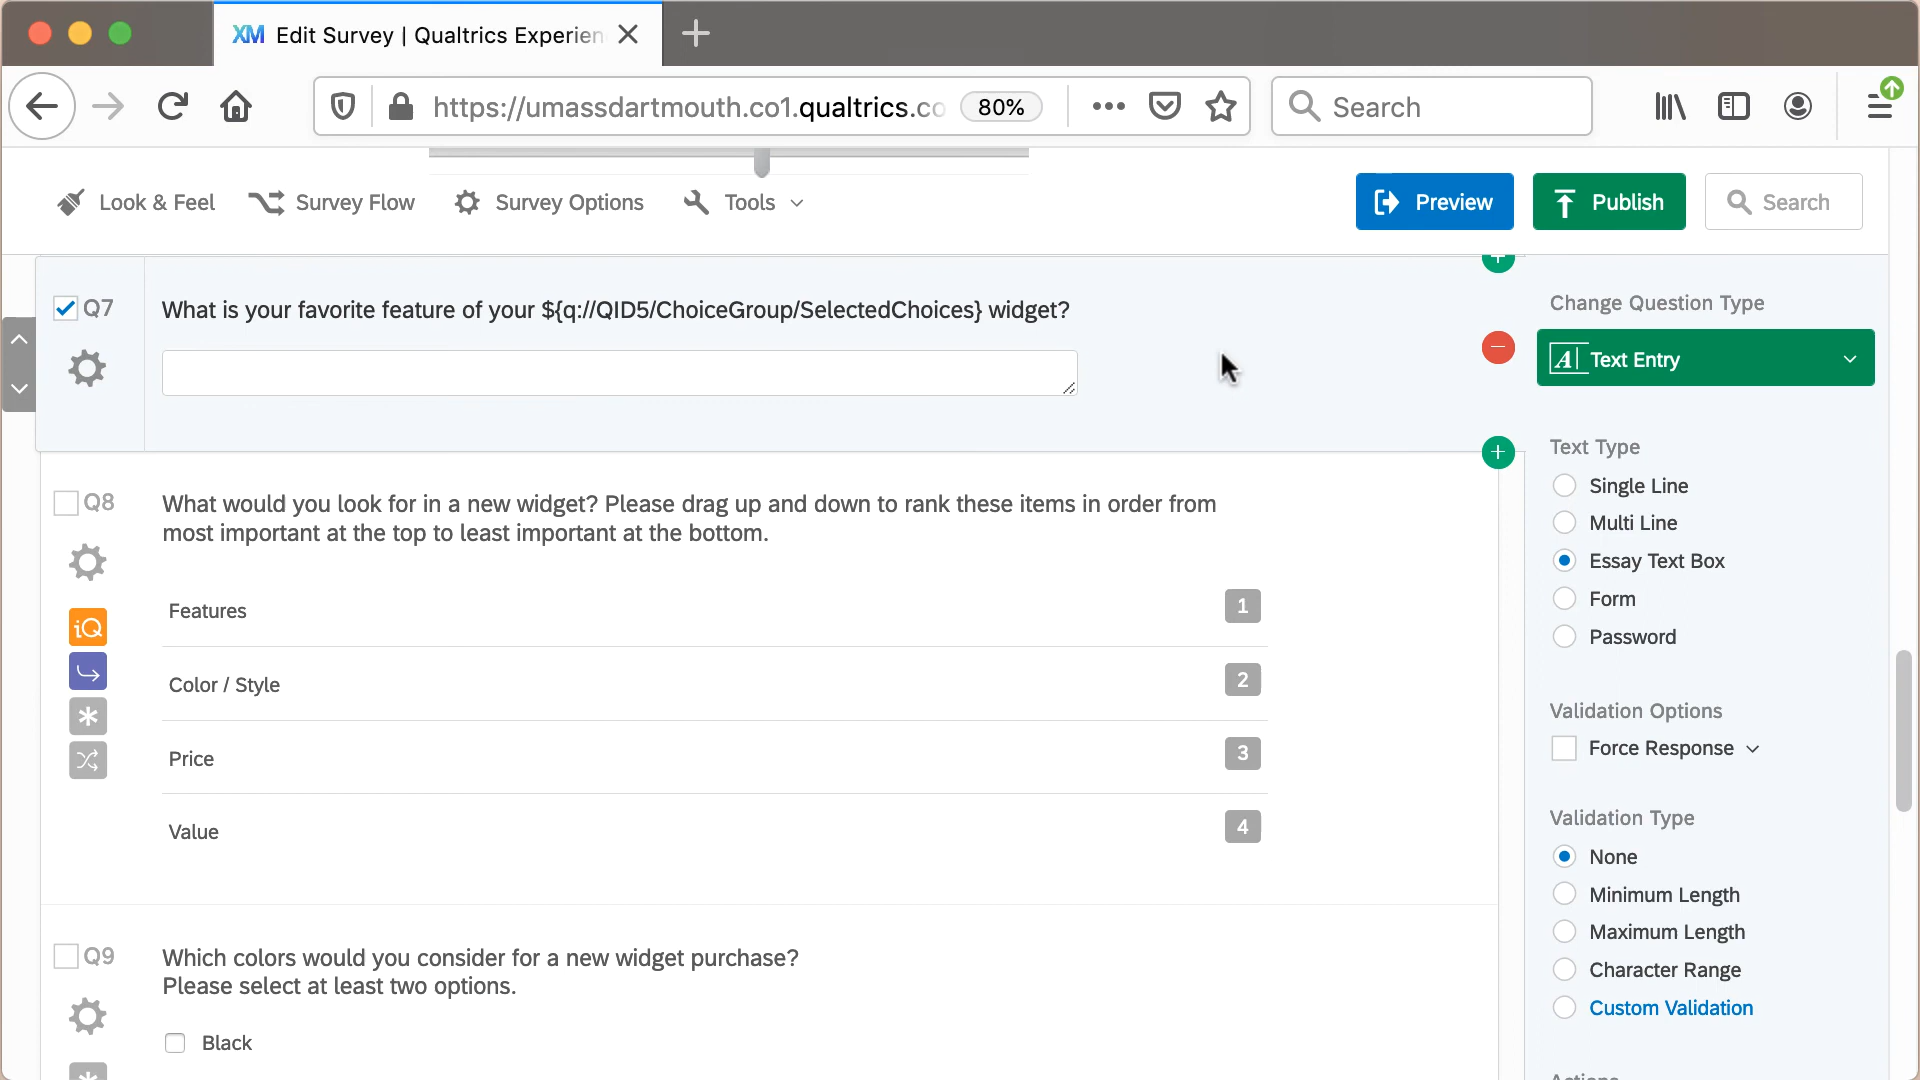 XM Edit Survey | Qualtrics Experien
https://umassdartmouth.co1.qualtrics.co 80% Search
Look & Feel Survey Flow Survey Options Tools Preview Publish Search
Q7 What is your favorite feature of your ${q://QID5/ChoiceGroup/SelectedChoices} widget?
Change Question Type
A Text Entry
Text Type
Single Line
Multi Line
Essay Text Box
Form
Password
Validation Options
Force Response
Validation Type
None
Minimum Length
Maximum Length
Character Range
Custom Validation
Q8 What would you look for in a new widget? Please drag up and down to rank these items in order from
most important at the top to least important at the bottom.
iQ
Features 1
Color / Style 2
Price 3
Value 4
Q9 Which colors would you consider for a new widget purchase?
Please select at least two options.
Black